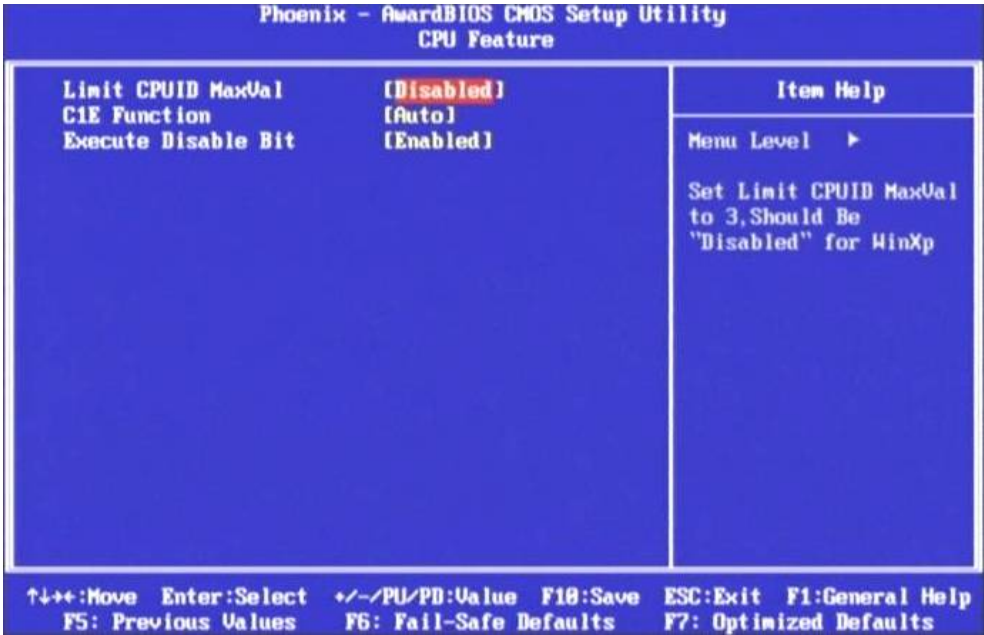 Phoenix - AwardBIOS CMOS Setup Utility
CPU Feature
Limit CPUID MaxVal [Disabled]
C1E Function [Auto]
Execute Disable Bit [Enabled]
Item Help
Menu Level ►
Set Limit CPUID MaxVal
to 3,Should Be
"Disabled" for WinXp
↑↓→←:Move Enter:Select +/-/PU/PD:Value F10:Save ESC:Exit F1:General Help
F5: Previous Values F6: Fail-Safe Defaults F7: Optimized Defaults